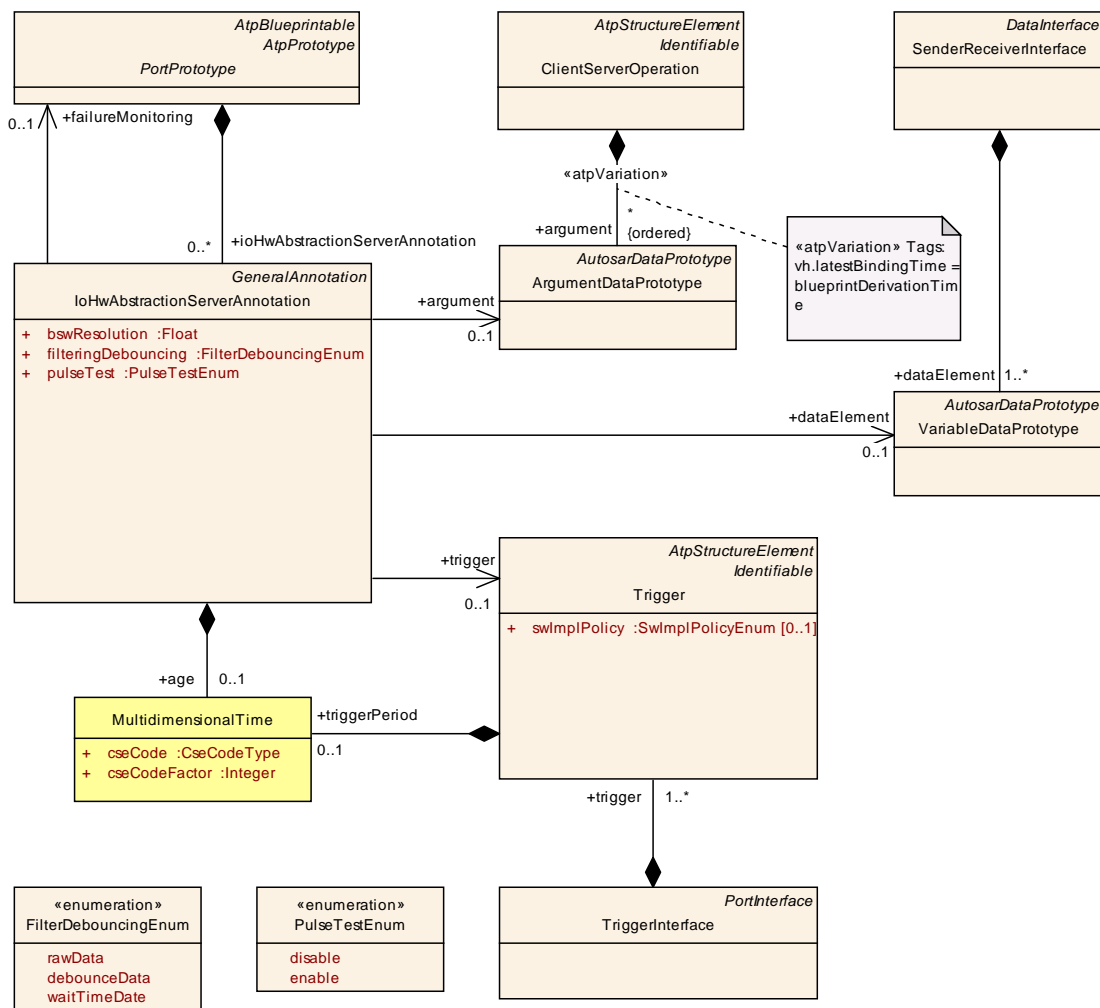 AtpBlueprintable
AtpPrototype
PortPrototype
AtpStructureElement
Identifiable
ClientServerOperation
DataInterface
SenderReceiverInterface
0..1
+failureMonitoring
«atpVariation»
0..*
+ioHwAbstractionServerAnnotation
+argument
*
{ordered}
«atpVariation» Tags:
vh.latestBindingTime =
blueprintDerivationTim
e
GeneralAnnotation
IoHwAbstractionServerAnnotation
+ bswResolution :Float
+ filteringDebouncing :FilterDebouncingEnum
+ pulseTest :PulseTestEnum
+argument
0..1
AutosarDataPrototype
ArgumentDataPrototype
+dataElement
1..*
+dataElement
0..1
AutosarDataPrototype
VariableDataPrototype
+trigger
0..1
AtpStructureElement
Identifiable
Trigger
+ swImplPolicy :SwImplPolicyEnum [0..1]
+age
0..1
MultidimensionalTime
+ cseCode :CseCodeType
+ cseCodeFactor :Integer
+triggerPeriod
0..1
+trigger
1..*
«enumeration»
FilterDebouncingEnum
rawData
debounceData
waitTimeDate
«enumeration»
PulseTestEnum
disable
enable
PortInterface
TriggerInterface